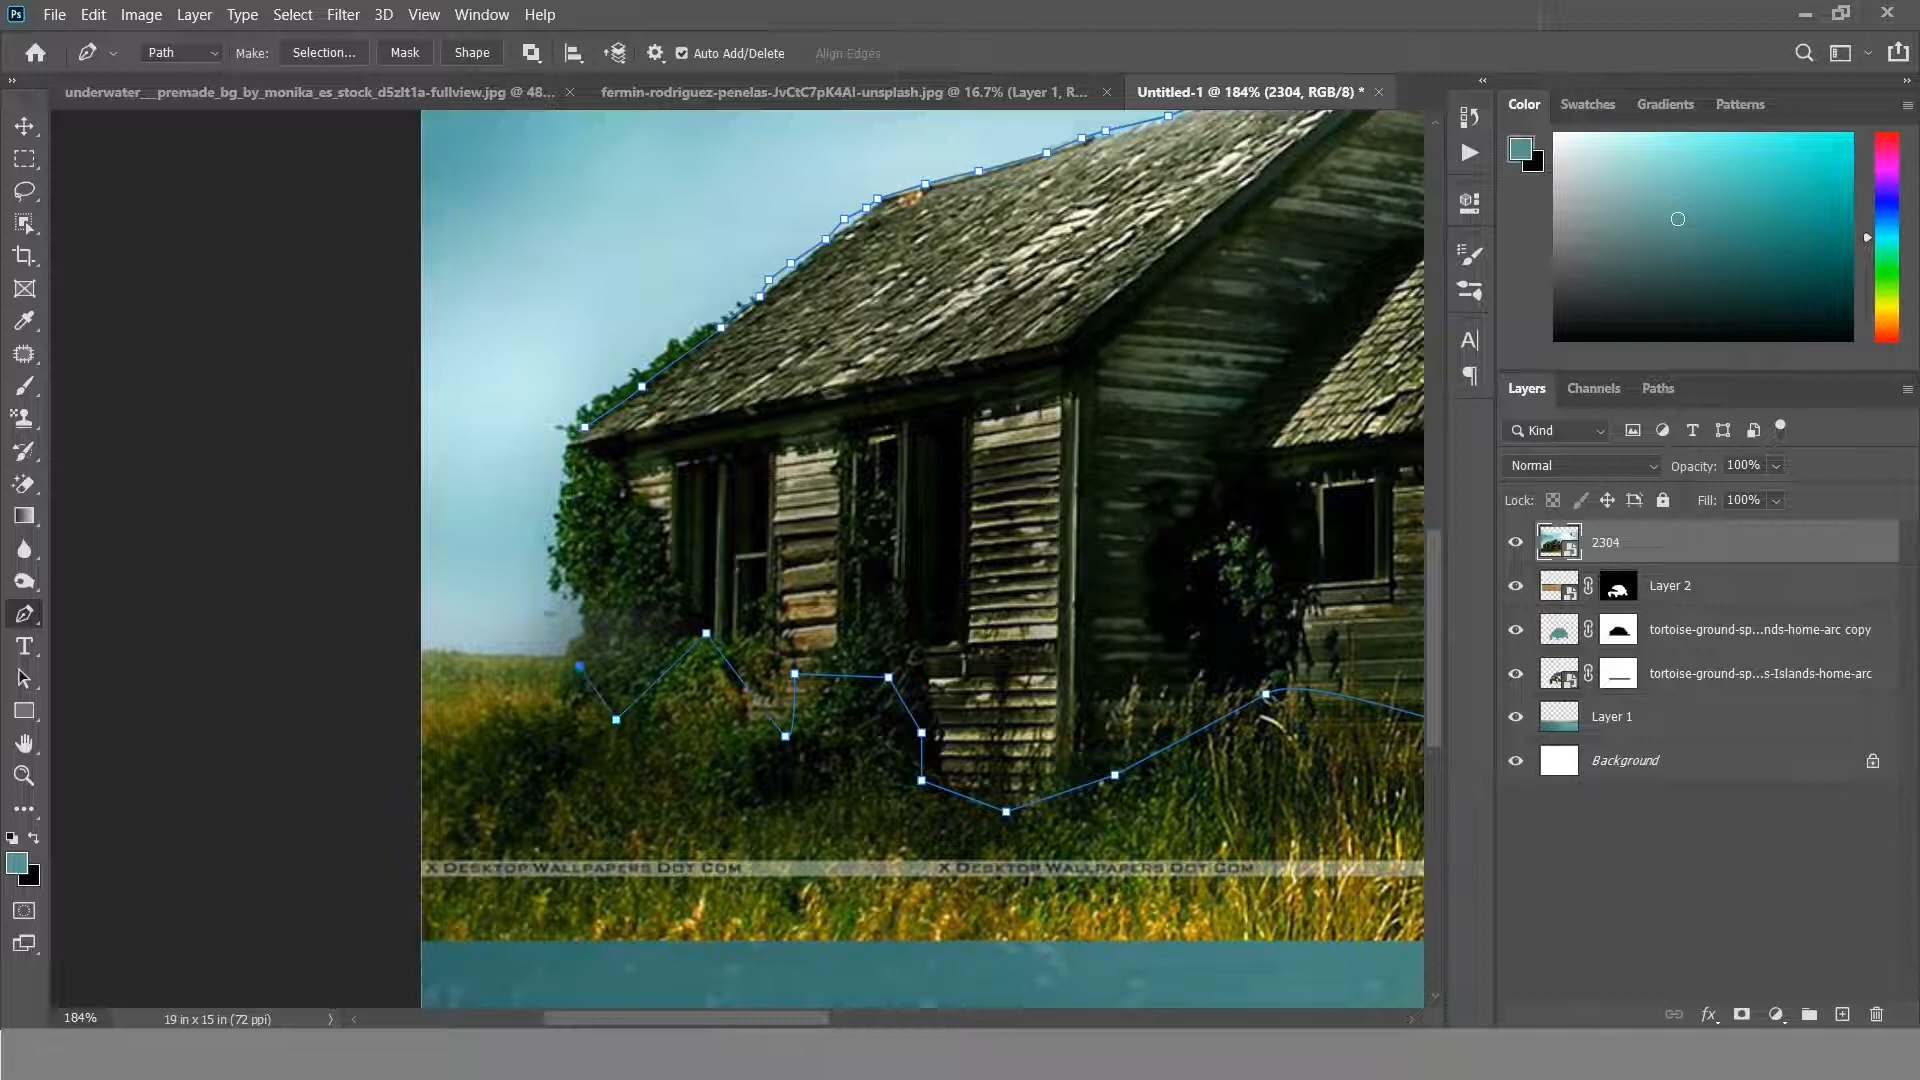 Ps File Edit Image Layer Type Select Filter 3D View Window Help
Path Make: Selection... Mask Shape Auto Add/Delete Align Edges
underwater__premade_bg_by_monika_es_stock_d5zlt1a-fullview.jpg @ 48... fermin-rodriguez-penelas-JvCtC7pK4AI-unsplash.jpg @ 16.7% (Layer 1, R... Untitled-1 @ 184% (2304, RGB/8) *
Color Swatches Gradients Patterns
Layers Channels Paths
Kind
Normal Opacity: 100%
Lock: Fill: 100%
2304
Layer 2
tortoise-ground-sp...nds-home-arc copy
tortoise-ground-sp...s-Islands-home-arc
Layer 1
Background
X Desktop Wallpapers Dot Com X Desktop Wallpapers Dot Com
184% 19 in x 15 in (72 ppi)